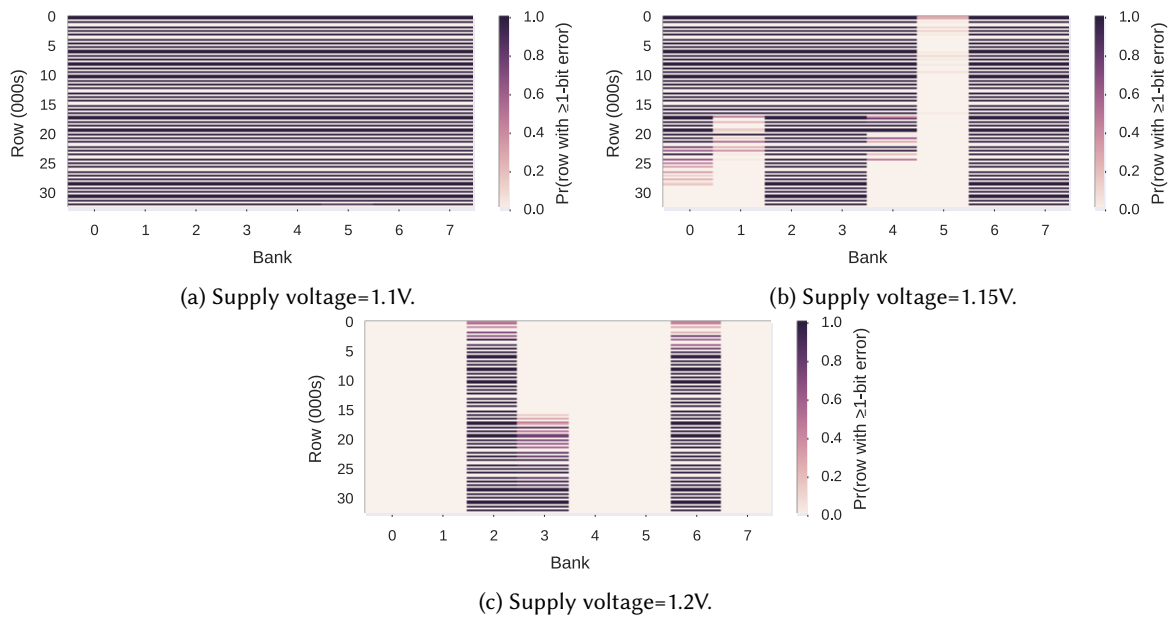 0
5
10
15
20
25
30
Row (000s)
0 1 2 3 4 5 6 7
Bank
1.0
0.8
0.6
0.4
0.2
0.0
Pr(row with ≥1-bit error)
(a) Supply voltage=1.1V.
0
5
10
15
20
25
30
Row (000s)
0 1 2 3 4 5 6 7
Bank
1.0
0.8
0.6
0.4
0.2
0.0
Pr(row with ≥1-bit error)
(b) Supply voltage=1.15V.
0
5
10
15
20
25
30
Row (000s)
0 1 2 3 4 5 6 7
Bank
1.0
0.8
0.6
0.4
0.2
0.0
Pr(row with ≥1-bit error)
(c) Supply voltage=1.2V.